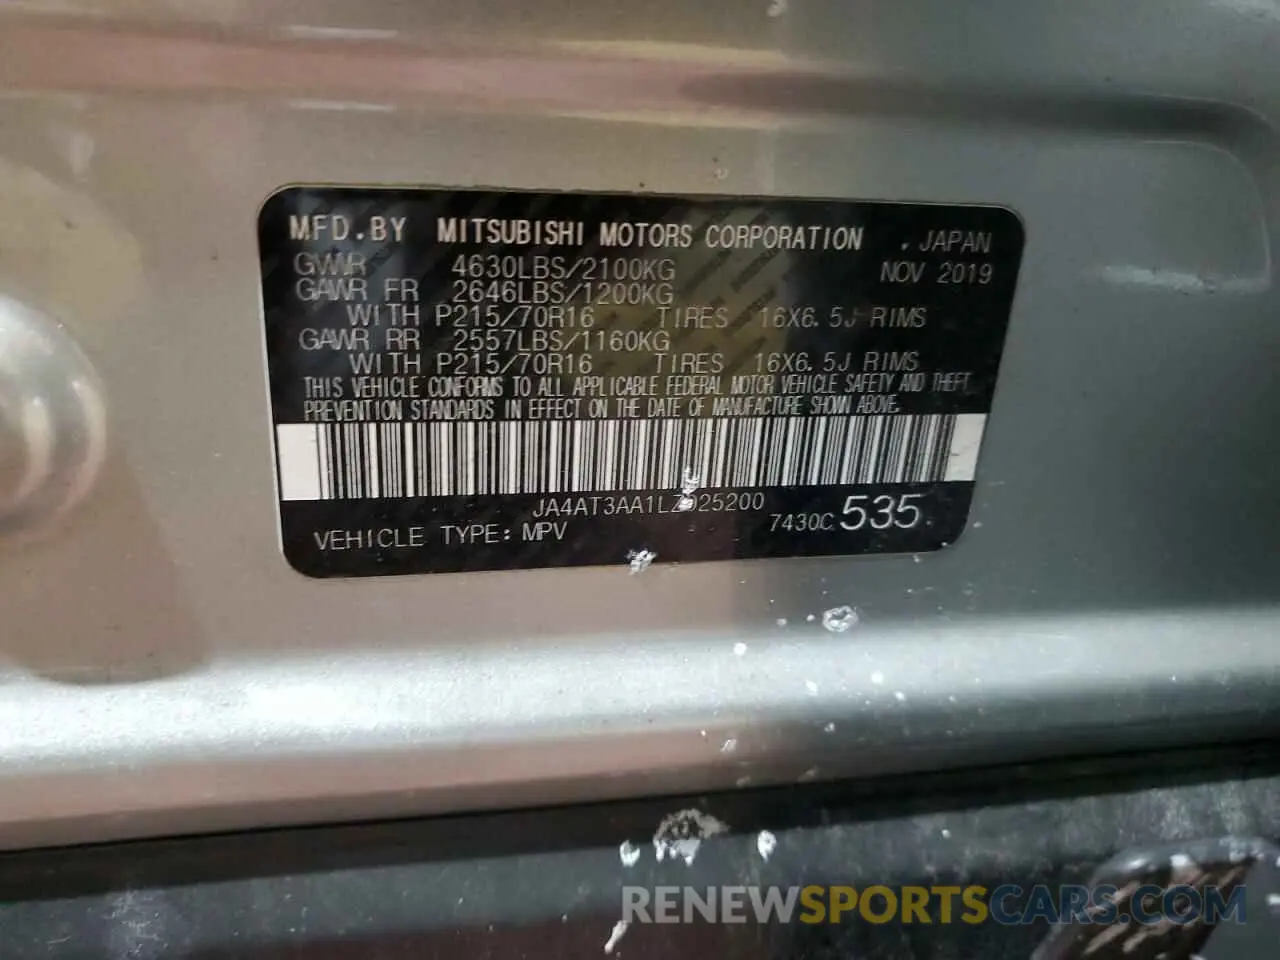 MFD.BY MITSUBISHI MOTORS CORPORATION . JAPAN
GVWR 4630LBS/2100KG NOV 2019
GAWR FR 2646LBS/1200KG
WITH P215/70R16 TIRES 16X6.5J RIMS
GAWR RR 2557LBS/1160KG
WITH P215/70R16 TIRES 16X6.5J RIMS
THIS VEHICLE CONFORMS TO ALL APPLICABLE FEDERAL MOTOR VEHICLE SAFETY AND THEFT
PREVENTION STANDARDS IN EFFECT ON THE DATE OF MANUFACTURE SHOWN ABOVE.
JA4AT3AA1LZ025200
7430C 535
VEHICLE TYPE: MPV
RENEWSPORTSCARS.COM